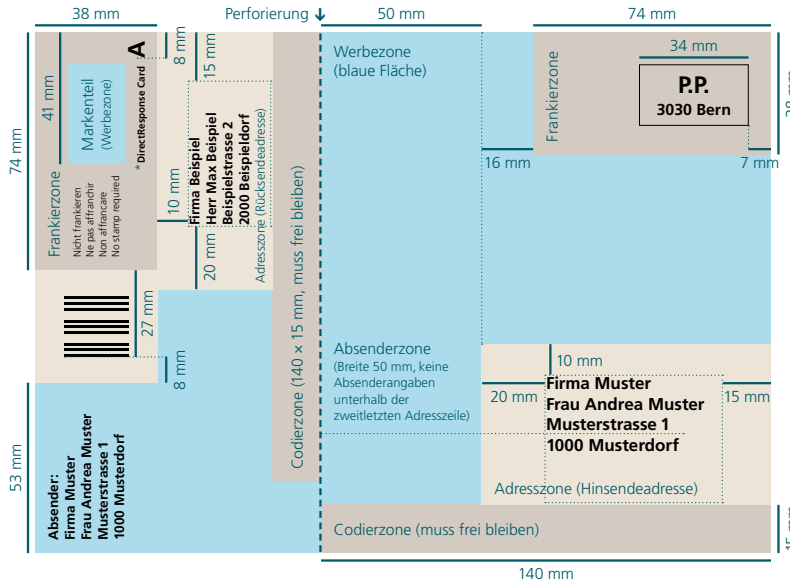 38 mm
Perforierung
50 mm
74 mm
8 mm
15 mm
41 mm
74 mm
Markenteil
(Werbezone)
A
*DirectResponse Card
Frankierzone
Nicht frankieren
Ne pas affranchir
Non affrancare
No stamp required
10 mm
20 mm
Firma Beispiel
Herr Max Beispiel
Beispielstrasse 2
2000 Beispieldorf
Adresszone (Rücksendeadresse)
27 mm
8 mm
53 mm
Absender:
Firma Muster
Frau Andrea Muster
Musterstrasse 1
1000 Musterdorf
Codierzone (140 × 15 mm, muss frei bleiben)
Werbezone
(blaue Fläche)
Frankierzone
34 mm
P.P.
3030 Bern
38 mm
16 mm
7 mm
Absenderzone
(Breite 50 mm, keine
Absenderangaben
unterhalb der
zweitletzten Adresszeile)
10 mm
20 mm
15 mm
Firma Muster
Frau Andrea Muster
Musterstrasse 1
1000 Musterdorf
Adresszone (Hinsendeadresse)
Codierzone (muss frei bleiben)
15 mm
140 mm